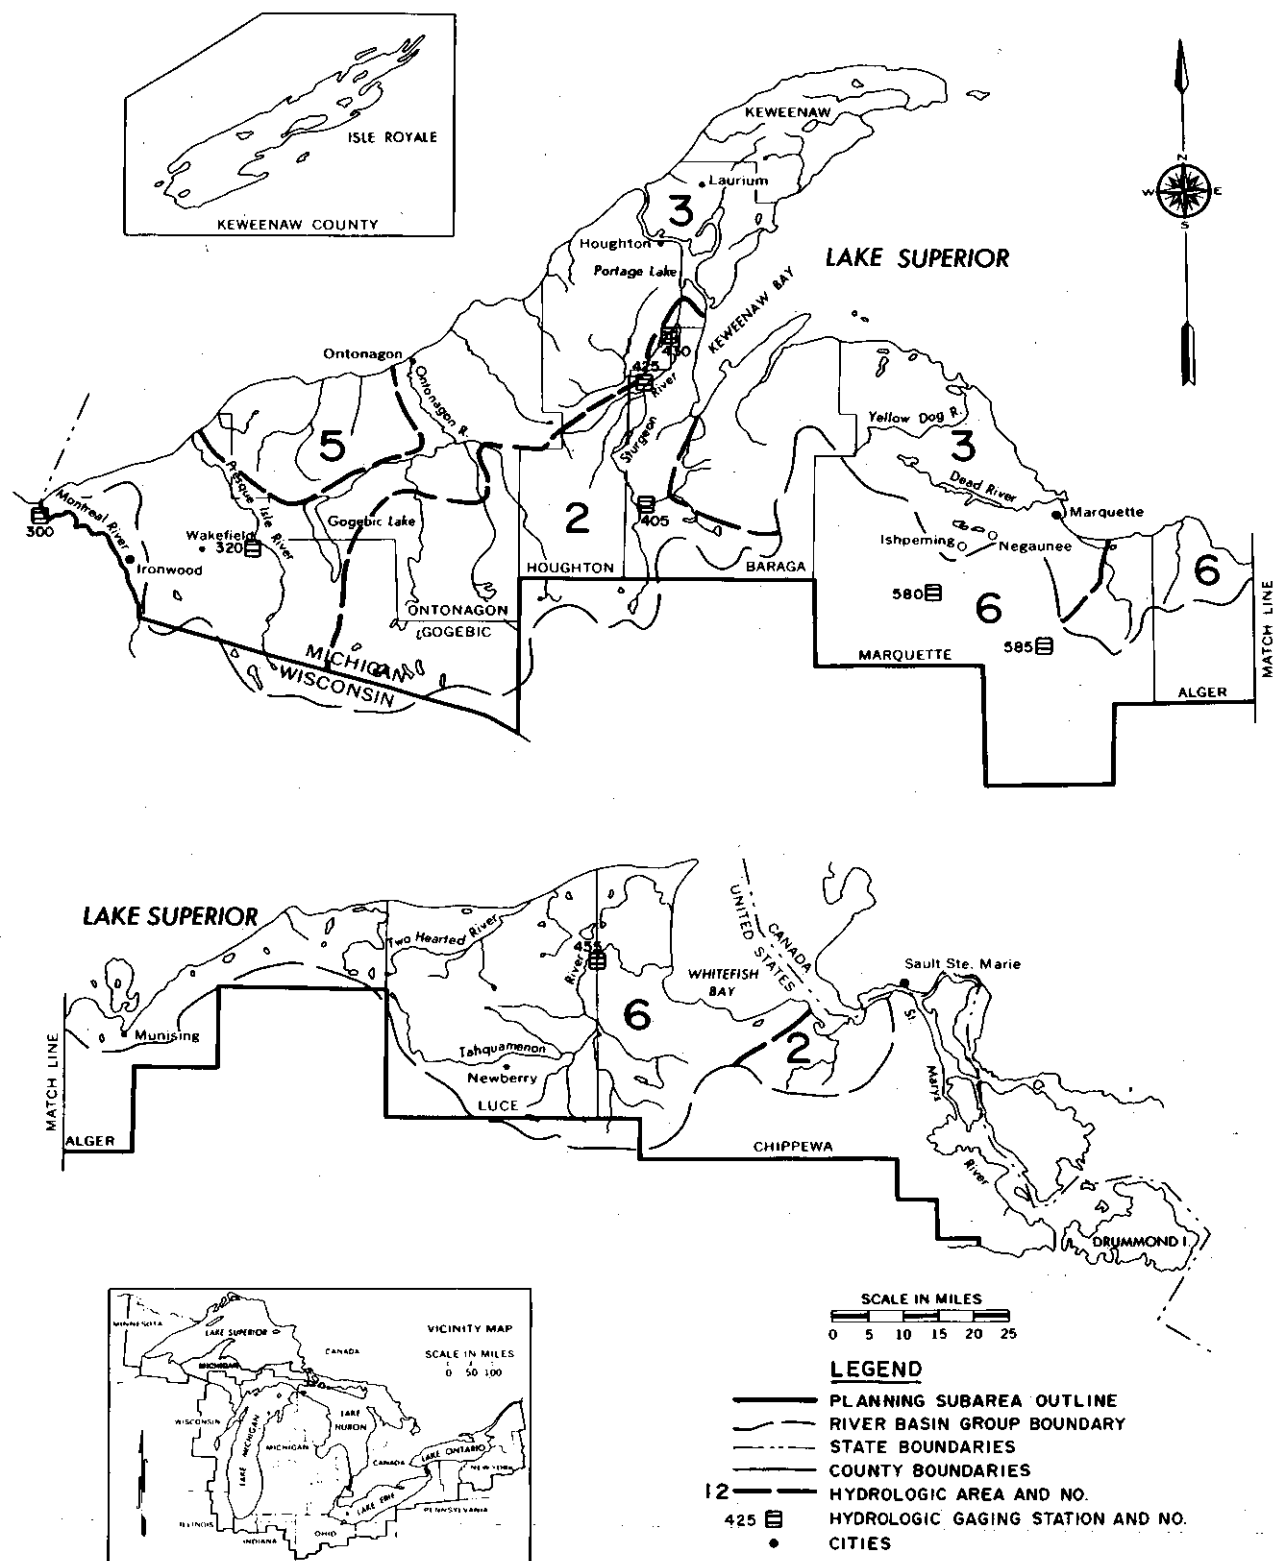 ISLE ROYALE
KEWEENAW COUNTY
KEWEENAW
Laurium
3
Houghton
Portage Lake
LAKE SUPERIOR
KEWEENAW BAY
N
W
E
S
430
425
River
Sturgeon
Ontonagon
Ontonagon R.
5
Presque Isle River
Montreal River
300
Wakefield
320
Gogebic Lake
Ironwood
2
405
HOUGHTON
BARAGA
ONTONAGON
GOGEBIC
MICHIGAN
WISCONSIN
Yellow Dog R.
3
Dead River
Marquette
Ishpeming
Negaunee
580
6
585
MARQUETTE
6
ALGER
MATCH LINE
LAKE SUPERIOR
Two Hearted River
455
River
CANADA
UNITED STATES
WHITEFISH
BAY
Sault Ste. Marie
6
2
St.
Marys
River
Munising
MATCH LINE
ALGER
Tahquamenon
Newberry
LUCE
CHIPPEWA
DRUMMOND I.
MINNESOTA
LAKE SUPERIOR
MICHIGAN
CANADA
VICINITY MAP
SCALE IN MILES
0 50 100
WISCONSIN
LAKE MICHIGAN
MICHIGAN
LAKE
HURON
CANADA
LAKE ONTARIO
NEW YORK
LAKE ERIE
PENNSYLVANIA
ILLINOIS
INDIANA
OHIO
SCALE IN MILES
0 5 10 15 20 25
LEGEND
PLANNING SUBAREA OUTLINE
RIVER BASIN GROUP BOUNDARY
STATE BOUNDARIES
COUNTY BOUNDARIES
12 HYDROLOGIC AREA AND NO.
425 HYDROLOGIC GAGING STATION AND NO.
CITIES